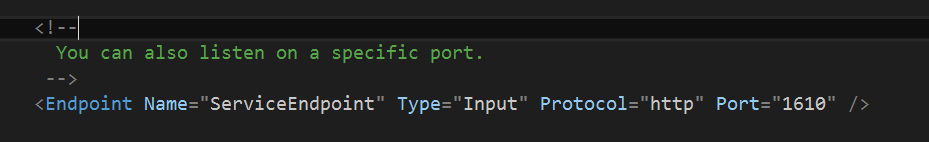 <!--
You can also listen on a specific port.
-->
<Endpoint Name="ServiceEndpoint" Type="Input" Protocol="http" Port="1610" />